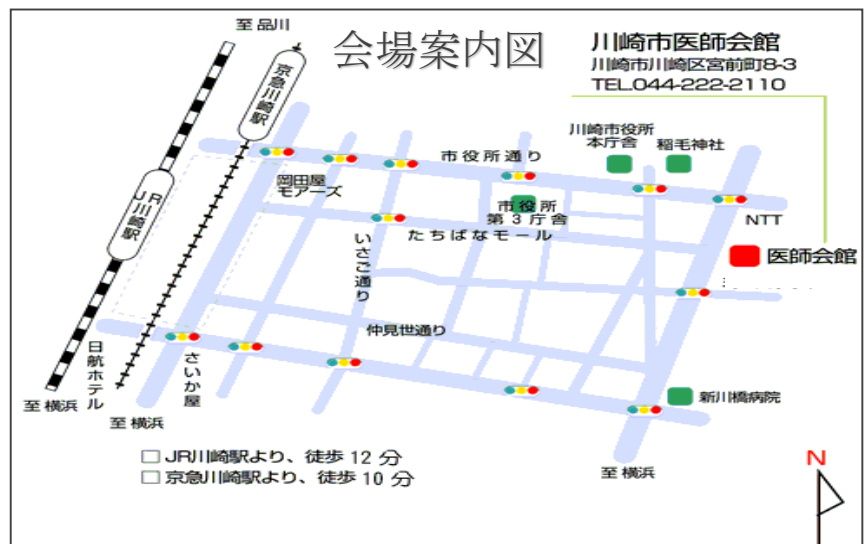 至 品川
会場案内図
川崎市医師会館
川崎市川崎区宮前町8-3
TEL.044-222-2110
京急川崎駅
JR川崎駅
岡田屋
モアーズ
市役所通り
川崎市役所
本庁舎
稲毛神社
市役所
第3庁舎
たちばなモール
NTT
医師会館
いさご通り
仲見世通り
日航ホテル
さいか屋
新川橋病院
至 横浜
至 横浜
至 横浜
□ JR川崎駅より、徒歩 12 分
□ 京急川崎駅より、徒歩 10 分
N